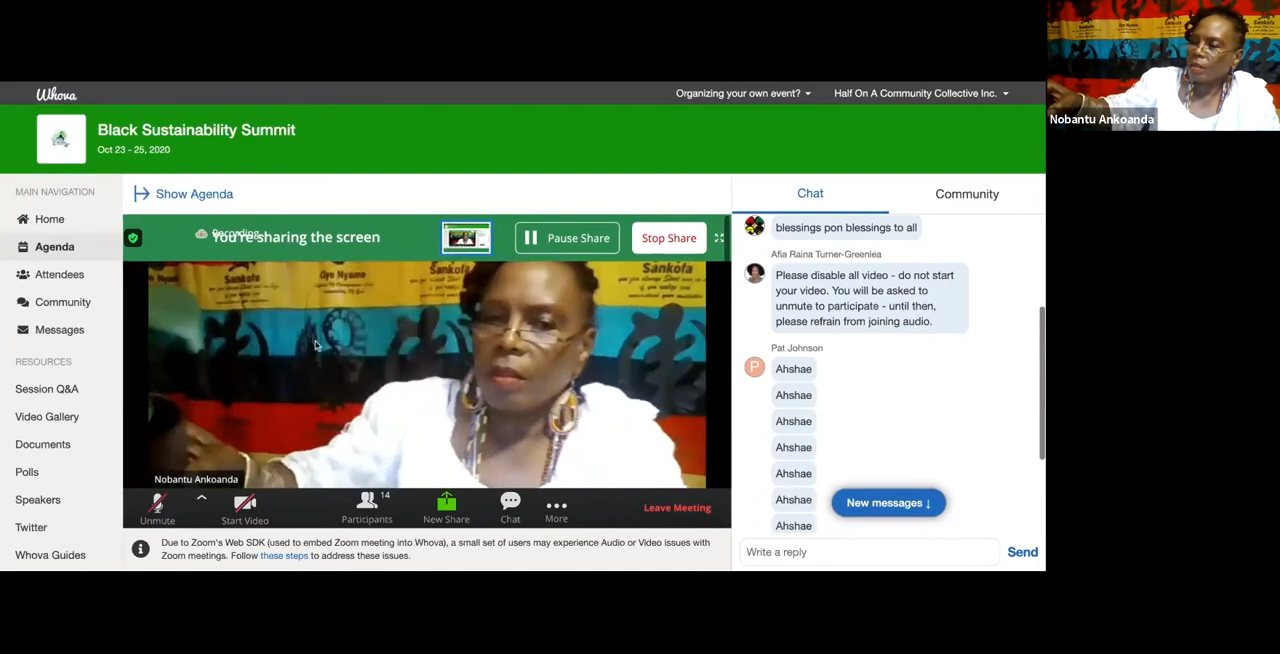 Nobantu Ankoanda
Whova
Organizing your own event?
Half On A Community Collective Inc.
Black Sustainability Summit
Oct 23 - 25, 2020
MAIN NAVIGATION
Home
Agenda
Attendees
Community
Messages
RESOURCES
Session Q&A
Video Gallery
Documents
Polls
Speakers
Twitter
Whova Guides
Show Agenda
Recording
You're sharing the screen
Pause Share
Stop Share
Sankofa
Gye Nyame
Sankofa
Sankofa
Nobantu Ankoanda
Unmute
Start Video
Participants
14
New Share
Chat
More
Leave Meeting
Due to Zoom's Web SDK (used to embed Zoom meeting into Whova), a small set of users may experience Audio or Video issues with
Zoom meetings. Follow these steps to address these issues.
Chat
Community
blessings pon blessings to all
Afia Raina Turner-Greenlea
Please disable all video - do not start
your video. You will be asked to
unmute to participate - until then,
please refrain from joining audio.
Pat Johnson
P
Ahshae
Ahshae
Ahshae
Ahshae
Ahshae
Ahshae
Ahshae
New messages ↓
Write a reply
Send